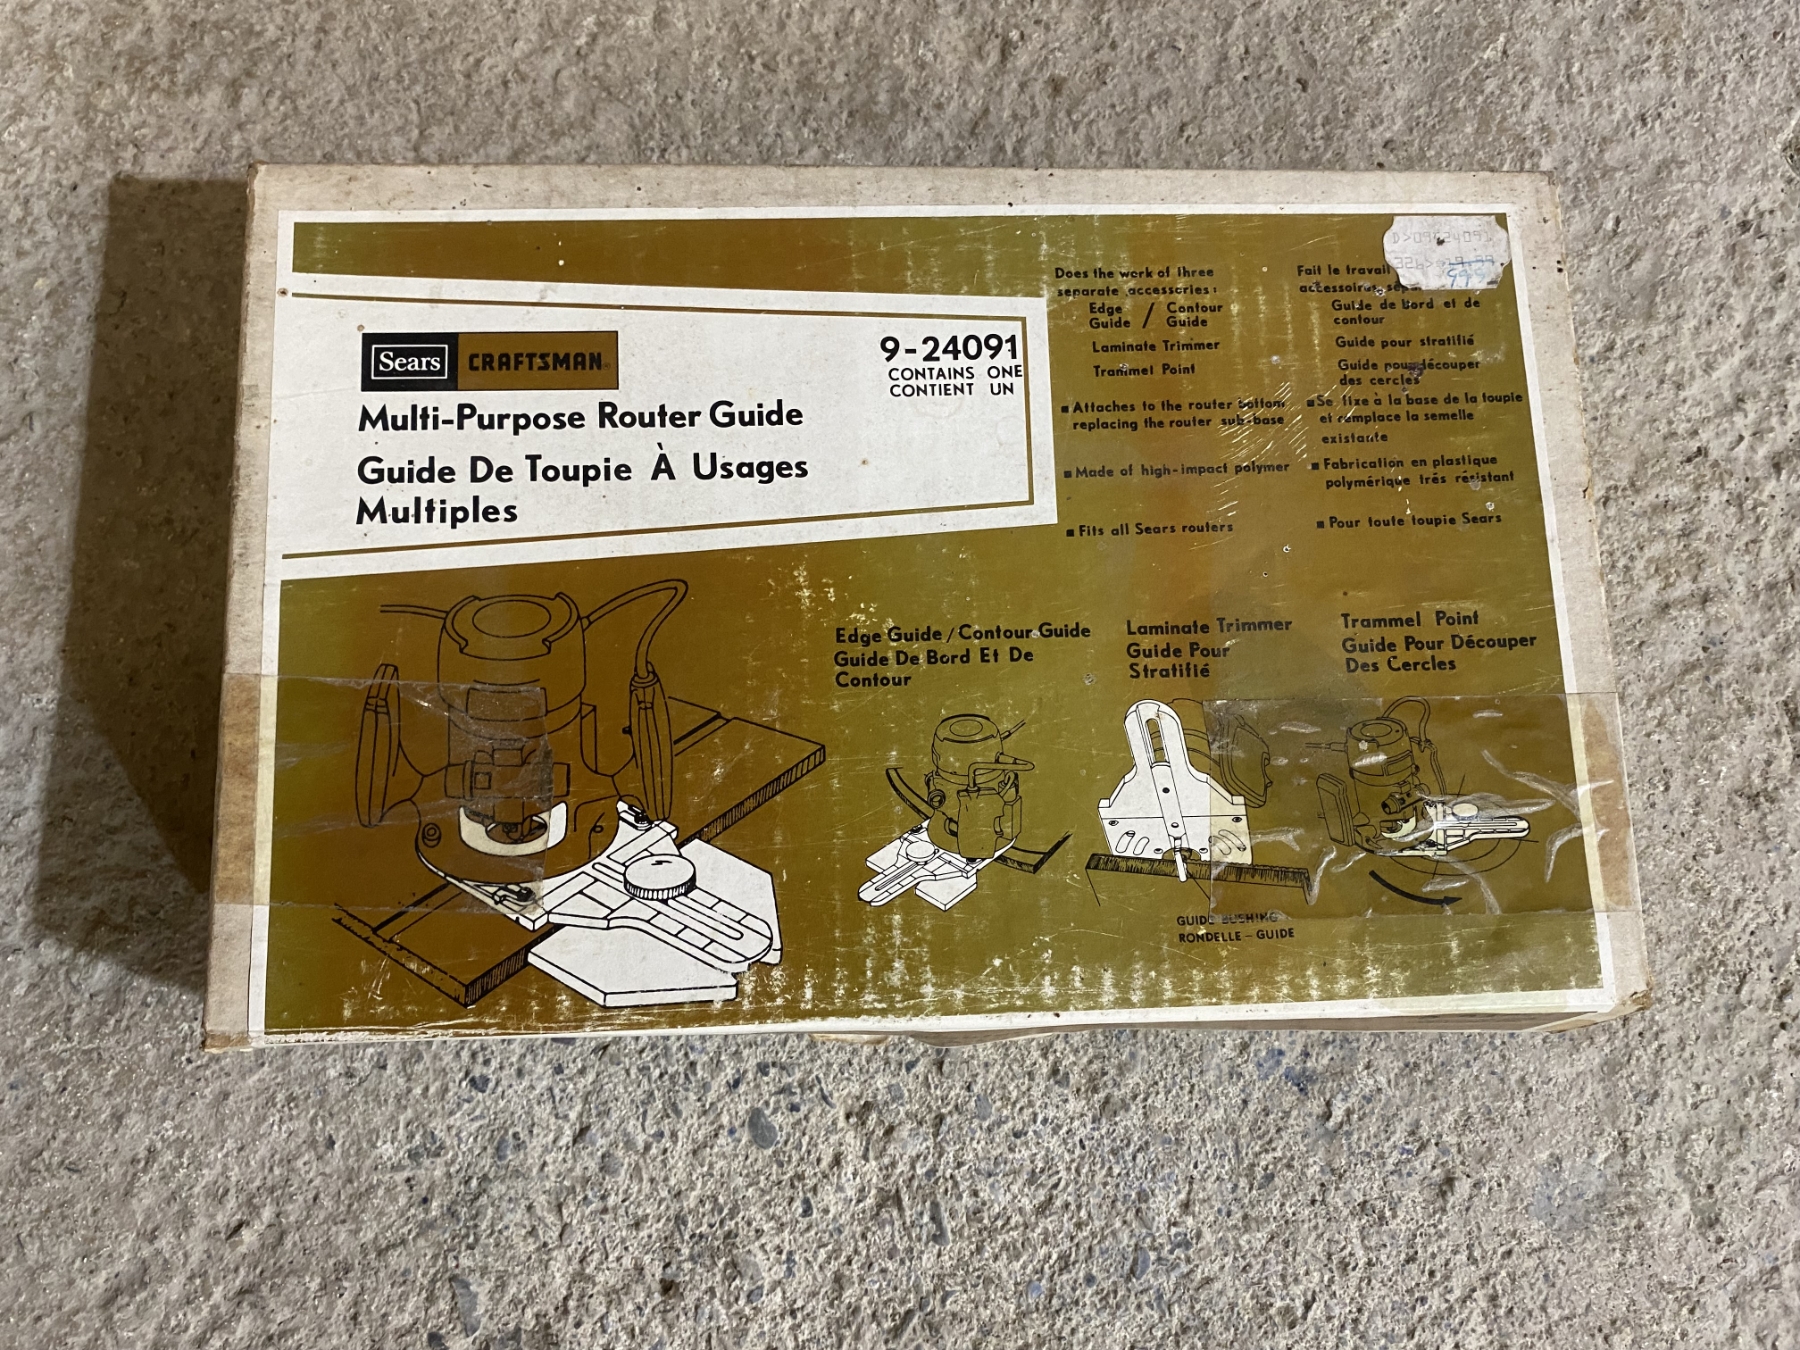 Sears CRAFTSMAN®
9-24091
CONTAINS ONE
CONTIENT UN
Multi-Purpose Router Guide
Guide De Toupie À Usages
Multiples
Does the work of three
separate accessories:
Edge / Contour
Guide Guide
Laminate Trimmer
Trammel Point
■ Attaches to the router bottom
replacing the router sub-base
■ Made of high-impact polymer
■ Fits all Sears routers
Fait le travail
accessoires
Guide de Bord et de
contour
Guide pour stratifié
Guide pour découper
des cercles
■ Se fixe à la base de la toupie
et remplace la semelle
existante
■ Fabrication en plastique
polymérique trés résistant
■ Pour toute toupie Sears
Edge Guide / Contour Guide
Guide De Bord Et De
Contour
Laminate Trimmer
Guide Pour
Stratifié
Trammel Point
Guide Pour Découper
Des Cercles
GUIDE BUSHING
RONDELLE - GUIDE